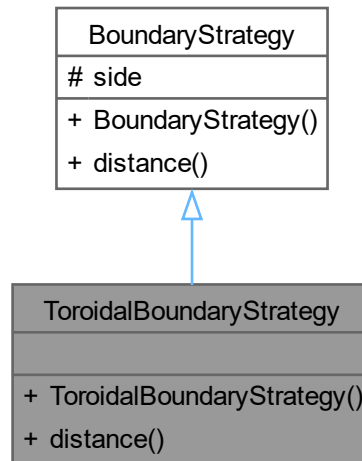 BoundaryStrategy
# side
+ BoundaryStrategy()
+ distance()
ToroidalBoundaryStrategy
+ ToroidalBoundaryStrategy()
+ distance()